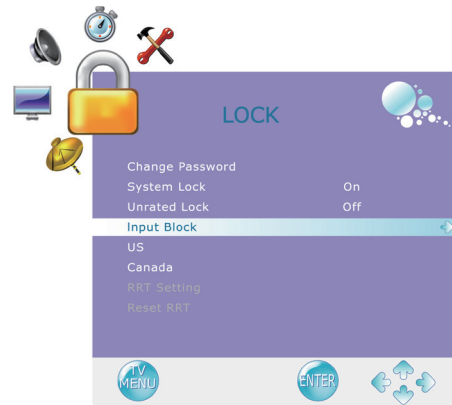 LOCK
Change Password
System Lock On
Unrated Lock Off
Input Block
US
Canada
RRT Setting
Reset RRT
TV
MENU
ENTER